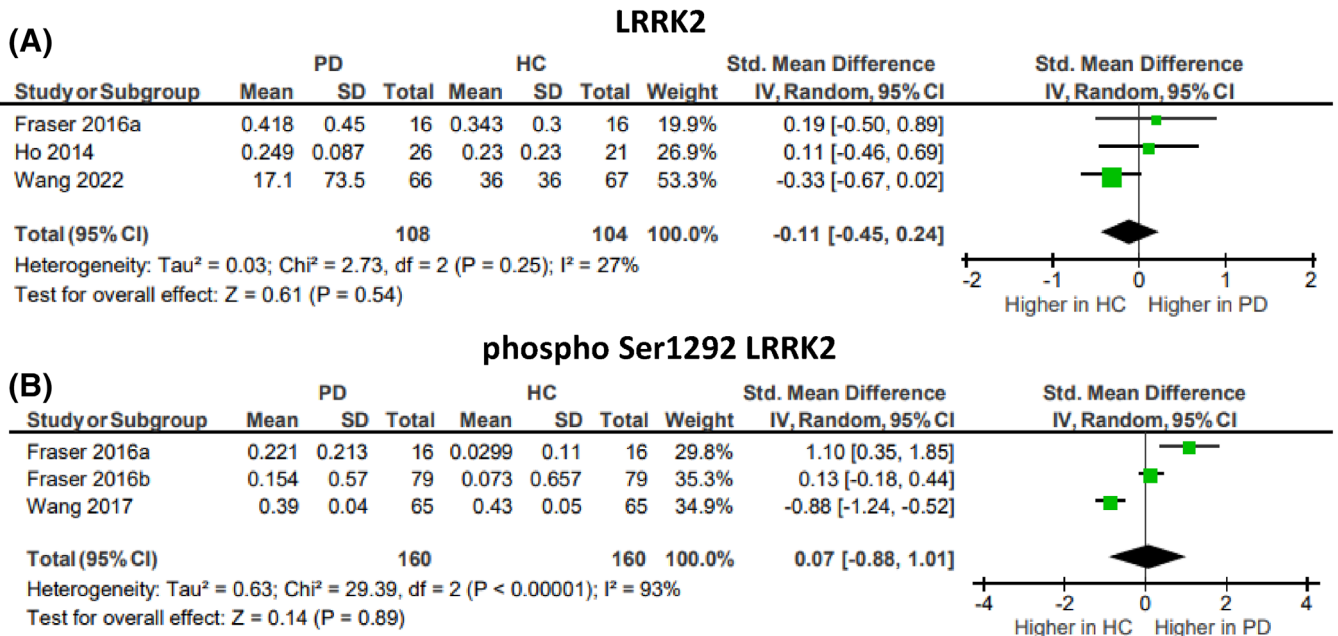 LRRK2
(A)
PD HC Std. Mean Difference Std. Mean Difference
Study or Subgroup Mean SD Total Mean SD Total Weight IV, Random, 95% CI IV, Random, 95% CI
Fraser 2016a 0.418 0.45 16 0.343 0.3 16 19.9% 0.19 [-0.50, 0.89]
Ho 2014 0.249 0.087 26 0.23 0.23 21 26.9% 0.11 [-0.46, 0.69]
Wang 2022 17.1 73.5 66 36 36 67 53.3% -0.33 [-0.67, 0.02]
Total (95% CI) 108 104 100.0% -0.11 [-0.45, 0.24]
Heterogeneity: Tau² = 0.03; Chi² = 2.73, df = 2 (P = 0.25); I² = 27%
Test for overall effect: Z = 0.61 (P = 0.54)
-2 -1 0 1 2
Higher in HC Higher in PD
phospho Ser1292 LRRK2
(B)
PD HC Std. Mean Difference Std. Mean Difference
Study or Subgroup Mean SD Total Mean SD Total Weight IV, Random, 95% CI IV, Random, 95% CI
Fraser 2016a 0.221 0.213 16 0.0299 0.11 16 29.8% 1.10 [0.35, 1.85]
Fraser 2016b 0.154 0.57 79 0.073 0.657 79 35.3% 0.13 [-0.18, 0.44]
Wang 2017 0.39 0.04 65 0.43 0.05 65 34.9% -0.88 [-1.24, -0.52]
Total (95% CI) 160 160 100.0% 0.07 [-0.88, 1.01]
Heterogeneity: Tau² = 0.63; Chi² = 29.39, df = 2 (P < 0.00001); I² = 93%
Test for overall effect: Z = 0.14 (P = 0.89)
-4 -2 0 2 4
Higher in HC Higher in PD